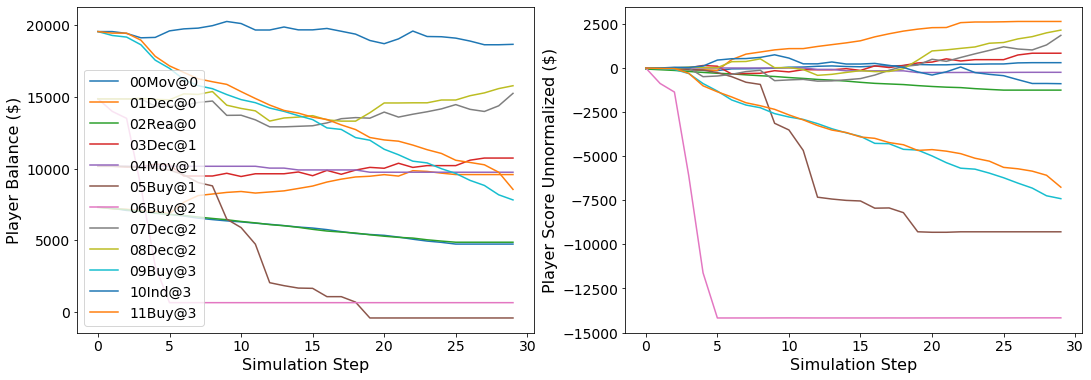 20000
15000
10000
5000
0
Player Balance ($)
00Mov@0
01Dec@0
02Rea@0
03Dec@1
04Mov@1
05Buy@1
06Buy@2
07Dec@2
08Dec@2
09Buy@3
10Ind@3
11Buy@3
0 5 10 15 20 25 30
Simulation Step
2500
0
−2500
−5000
−7500
−10000
−12500
−15000
Player Score Unnormalized ($)
0 5 10 15 20 25 30
Simulation Step